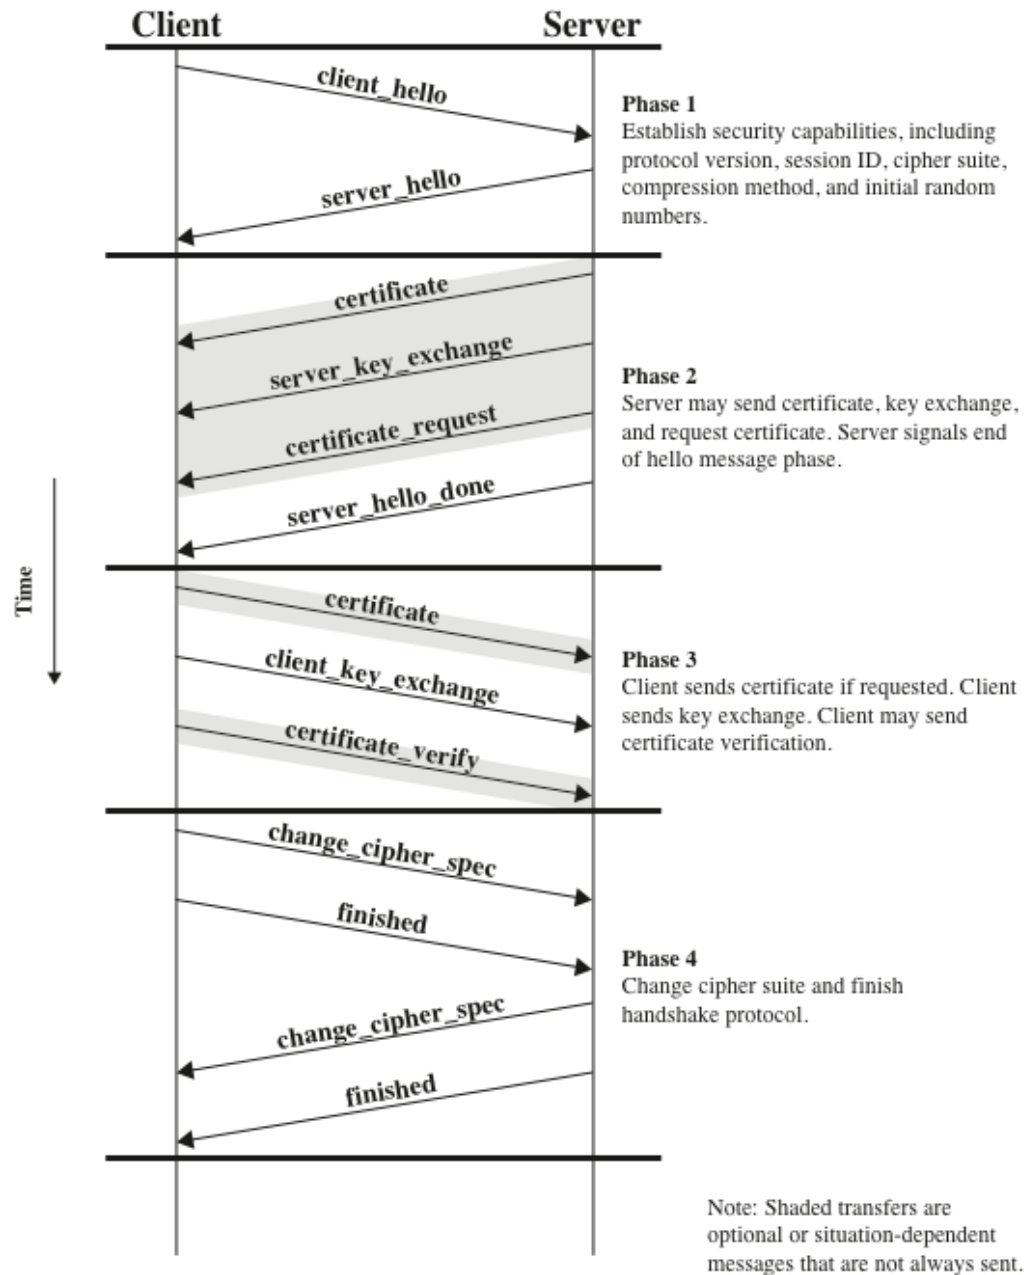 Client
Server
client_hello
server_hello
Phase 1
Establish security capabilities, including
protocol version, session ID, cipher suite,
compression method, and initial random
numbers.
certificate
server_key_exchange
certificate_request
server_hello_done
Phase 2
Server may send certificate, key exchange,
and request certificate. Server signals end
of hello message phase.
Time
certificate
client_key_exchange
certificate_verify
Phase 3
Client sends certificate if requested. Client
sends key exchange. Client may send
certificate verification.
change_cipher_spec
finished
change_cipher_spec
finished
Phase 4
Change cipher suite and finish
handshake protocol.
Note: Shaded transfers are
optional or situation-dependent
messages that are not always sent.